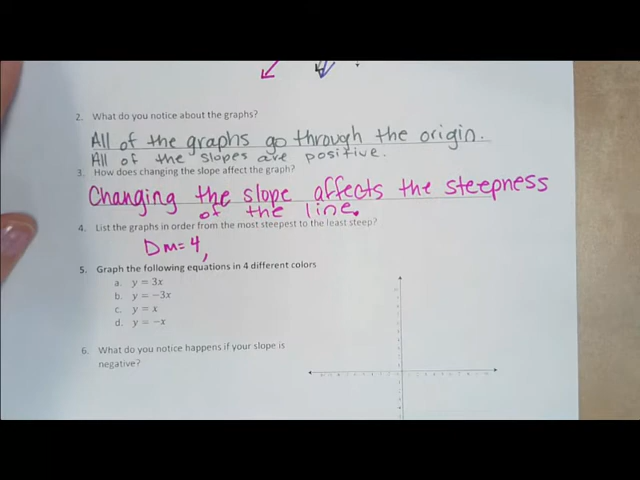 2. What do you notice about the graphs?
All of the graphs go through the origin.
All of the slopes are positive.
3. How does changing the slope affect the graph?
Changing the slope affects the steepness
of the line.
4. List the graphs in order from the most steepest to the least steep?
D m=4,
5. Graph the following equations in 4 different colors
a. y = 3x
b. y = −3x
c. y = x
d. y = −x
6. What do you notice happens if your slope is
negative?